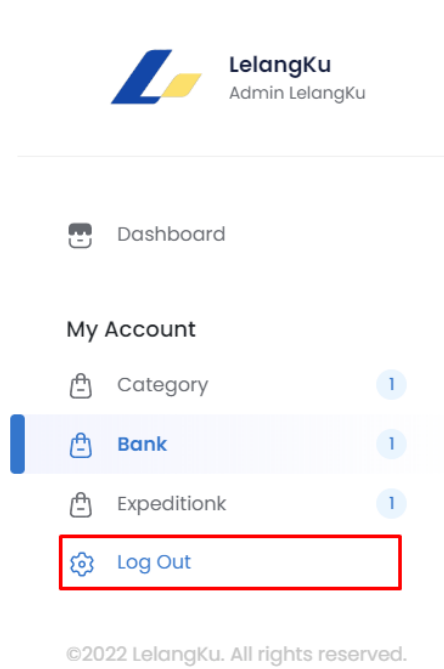 LelangKu
Admin LelangKu
Dashboard
My Account
Category 1
Bank 1
Expeditionk 1
Log Out
©2022 LelangKu. All rights reserved.